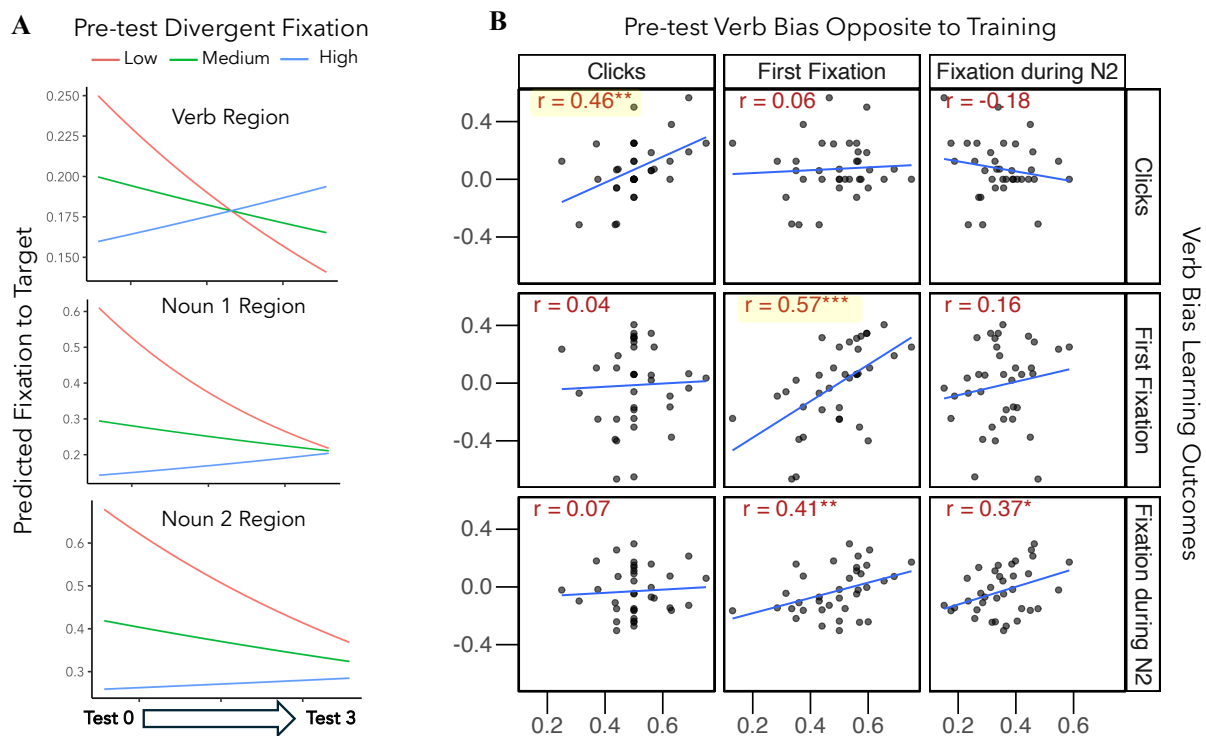 A
Pre-test Divergent Fixation
Low Medium High
Predicted Fixation to Target
Verb Region
0.250
0.225
0.200
0.175
0.150
Noun 1 Region
0.6
0.5
0.4
0.3
0.2
Noun 2 Region
0.6
0.5
0.4
0.3
Test 0 Test 3
B
Pre-test Verb Bias Opposite to Training
Clicks First Fixation Fixation during N2
r = 0.46** r = 0.06 r = -0.18
0.4
0.0
-0.4
Clicks
r = 0.04 r = 0.57*** r = 0.16
0.4
0.0
-0.4
First Fixation
r = 0.07 r = 0.41** r = 0.37*
0.4
0.0
-0.4
Fixation during N2
0.2 0.4 0.6 0.2 0.4 0.6 0.2 0.4 0.6
Verb Bias Learning Outcomes